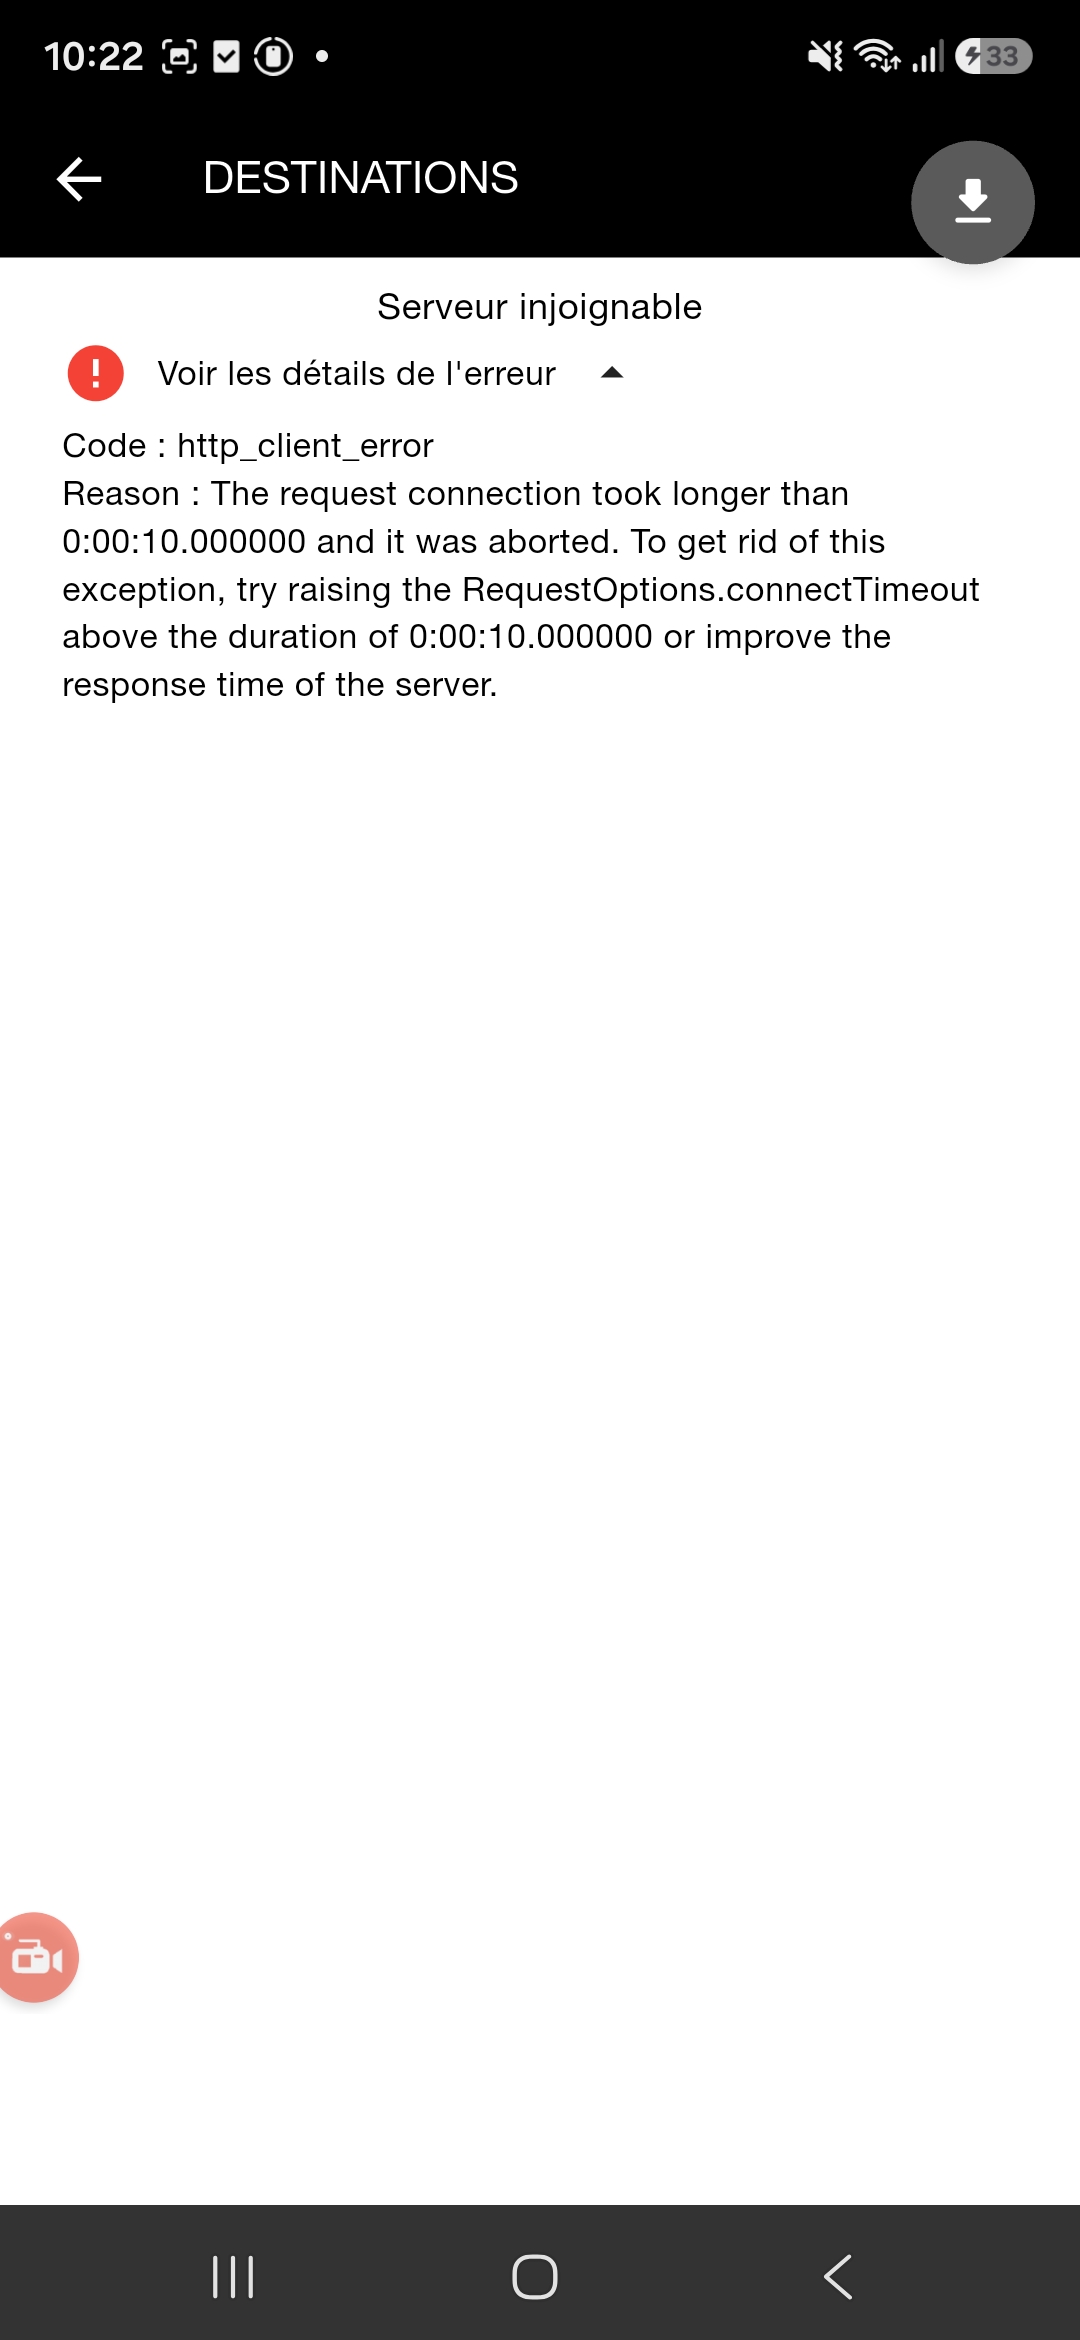 10:22
33
DESTINATIONS
Serveur injoignable
Voir les détails de l'erreur
Code : http_client_error
Reason : The request connection took longer than
0:00:10.000000 and it was aborted. To get rid of this
exception, try raising the RequestOptions.connectTimeout
above the duration of 0:00:10.000000 or improve the
response time of the server.